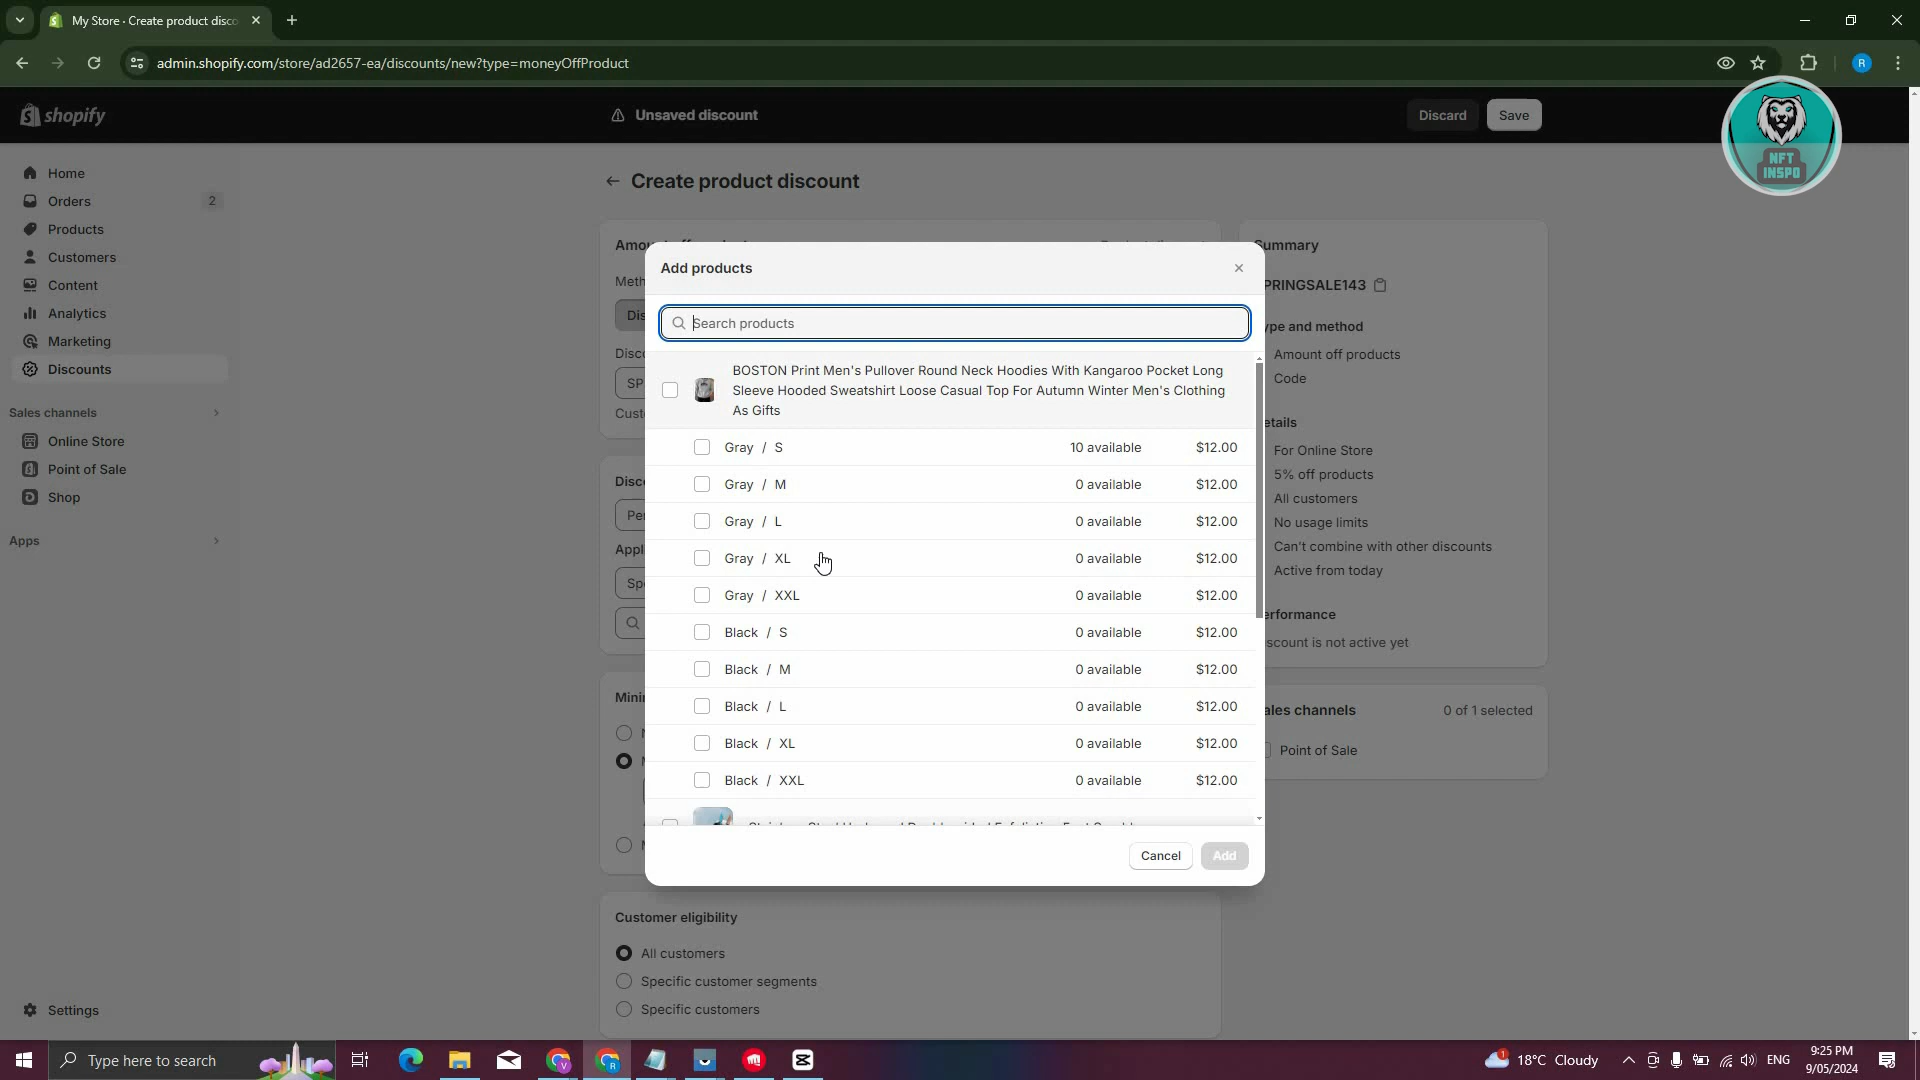 My Store · Create product disco
admin.shopify.com/store/ad2657-ea/discounts/new?type=moneyOffProduct
R
shopify
Unsaved discount
Discard
Save
NFT
INSPO
Home
Orders
2
Products
Customers
Content
Analytics
Marketing
Discounts
Sales channels
Online Store
Point of Sale
Shop
Apps
Settings
Create product discount
Add products
Search products
BOSTON Print Men's Pullover Round Neck Hoodies With Kangaroo Pocket Long
Sleeve Hooded Sweatshirt Loose Casual Top For Autumn Winter Men's Clothing
As Gifts
Gray / S 10 available $12.00
Gray / M 0 available $12.00
Gray / L 0 available $12.00
Gray / XL 0 available $12.00
Gray / XXL 0 available $12.00
Black / S 0 available $12.00
Black / M 0 available $12.00
Black / L 0 available $12.00
Black / XL 0 available $12.00
Black / XXL 0 available $12.00
Cancel
Add
Summary
PRINGSALE143
ype and method
Amount off products
Code
etails
For Online Store
5% off products
All customers
No usage limits
Can't combine with other discounts
Active from today
erformance
scount is not active yet
ales channels 0 of 1 selected
Point of Sale
Customer eligibility
All customers
Specific customer segments
Specific customers
Type here to search
18°C Cloudy
ENG
9:25 PM
9/05/2024